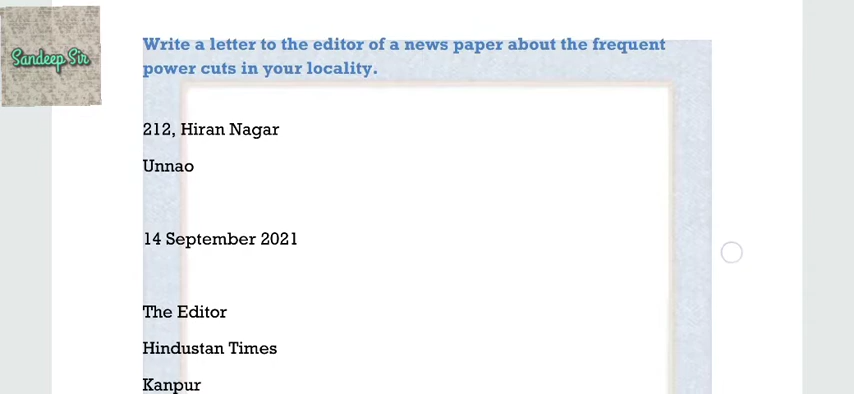 Sandeep Sir
Write a letter to the editor of a news paper about the frequent
power cuts in your locality.
212, Hiran Nagar
Unnao
14 September 2021
The Editor
Hindustan Times
Kanpur